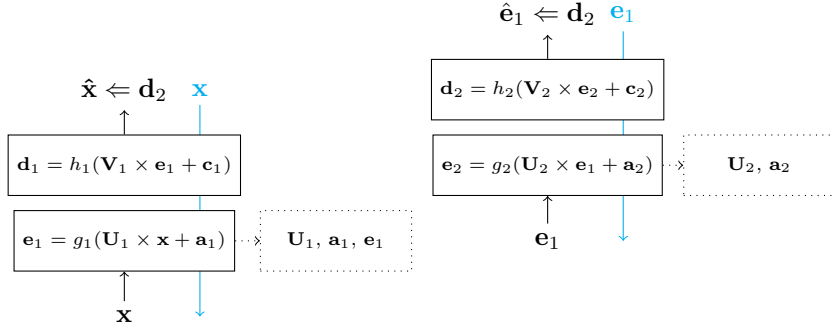 x̂ ⇐ d₂ x
d₁ = h₁(V₁ × e₁ + c₁)
e₁ = g₁(U₁ × x + a₁)
U₁, a₁, e₁
x
ê₁ ⇐ d₂ e₁
d₂ = h₂(V₂ × e₂ + c₂)
e₂ = g₂(U₂ × e₁ + a₂)
U₂, a₂
e₁